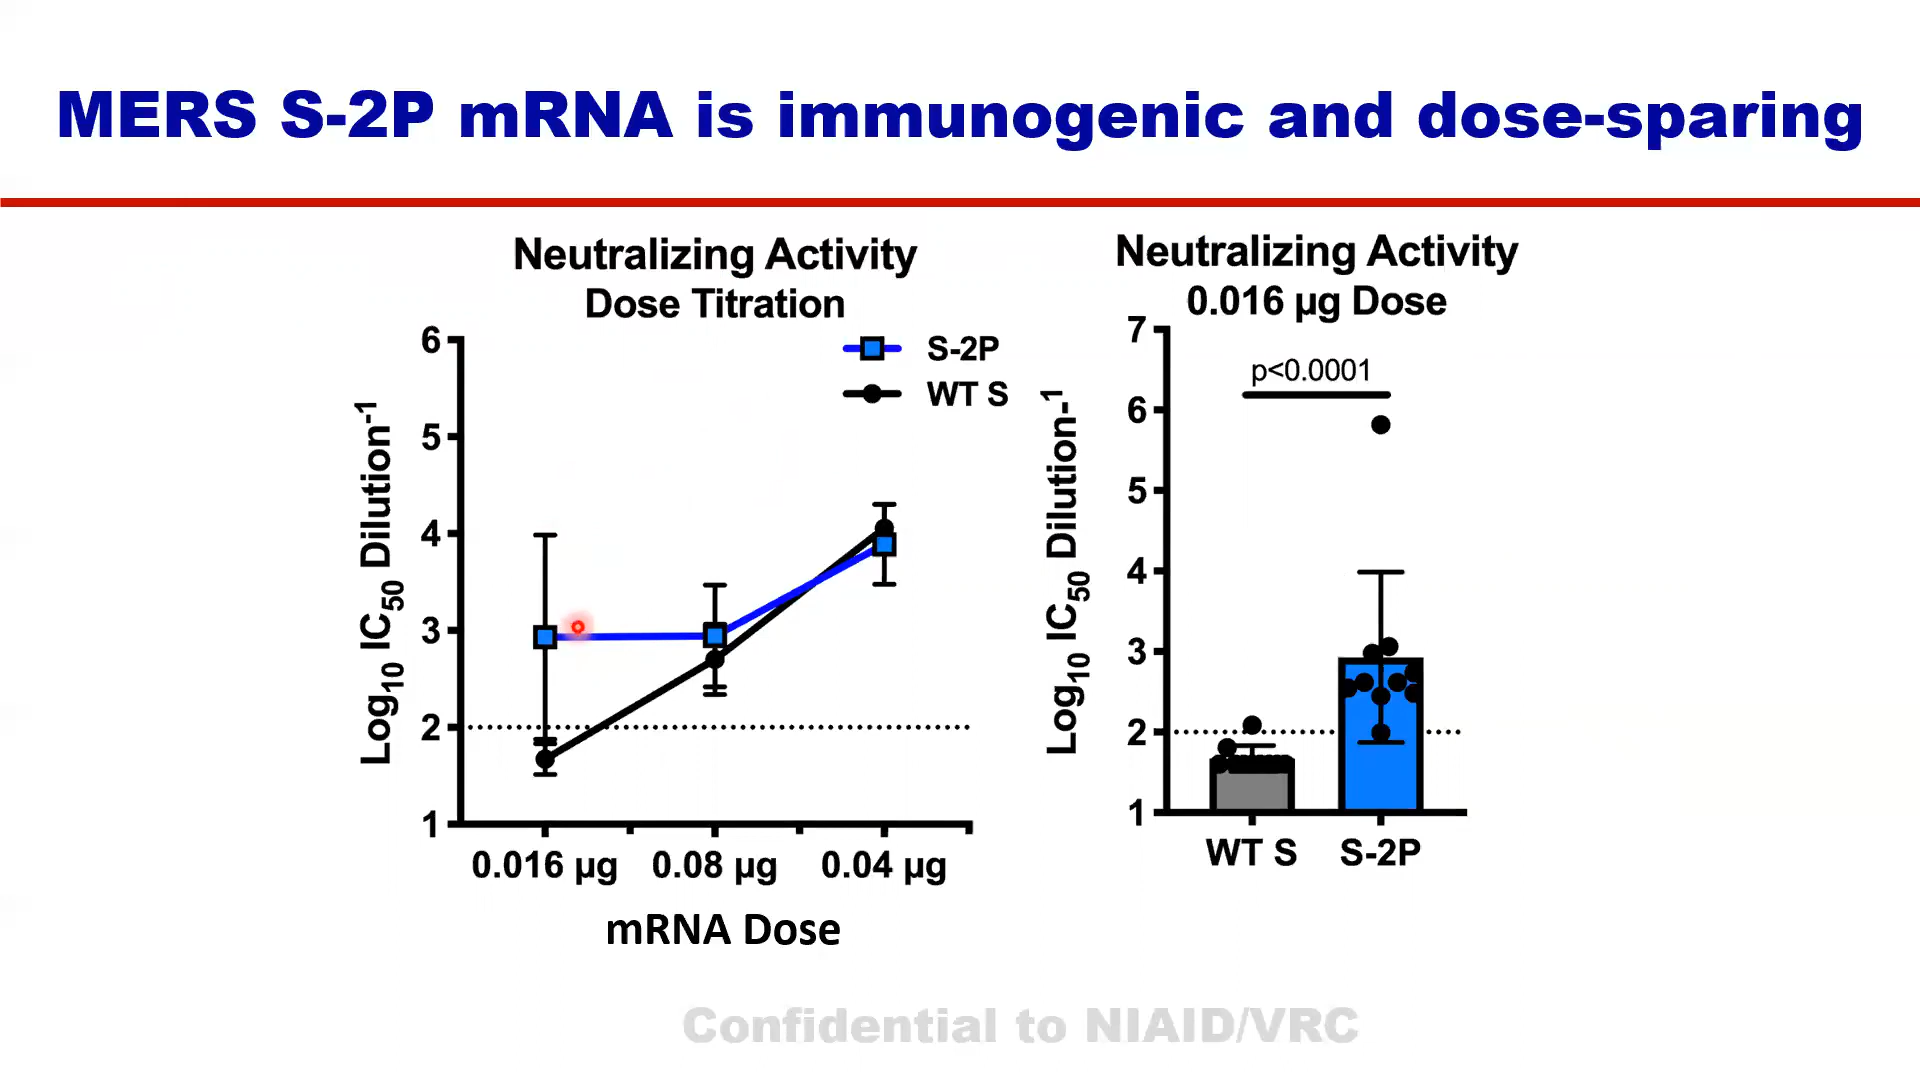 MERS S-2P mRNA is immunogenic and dose-sparing
Neutralizing Activity
Dose Titration
S-2P
WT S
Log10 IC50 Dilution-1
6
5
4
3
2
1
0.016 µg 0.08 µg 0.04 µg
mRNA Dose
Neutralizing Activity
0.016 µg Dose
p<0.0001
Log10 IC50 Dilution-1
7
6
5
4
3
2
1
WT S S-2P
Confidential to NIAID/VRC